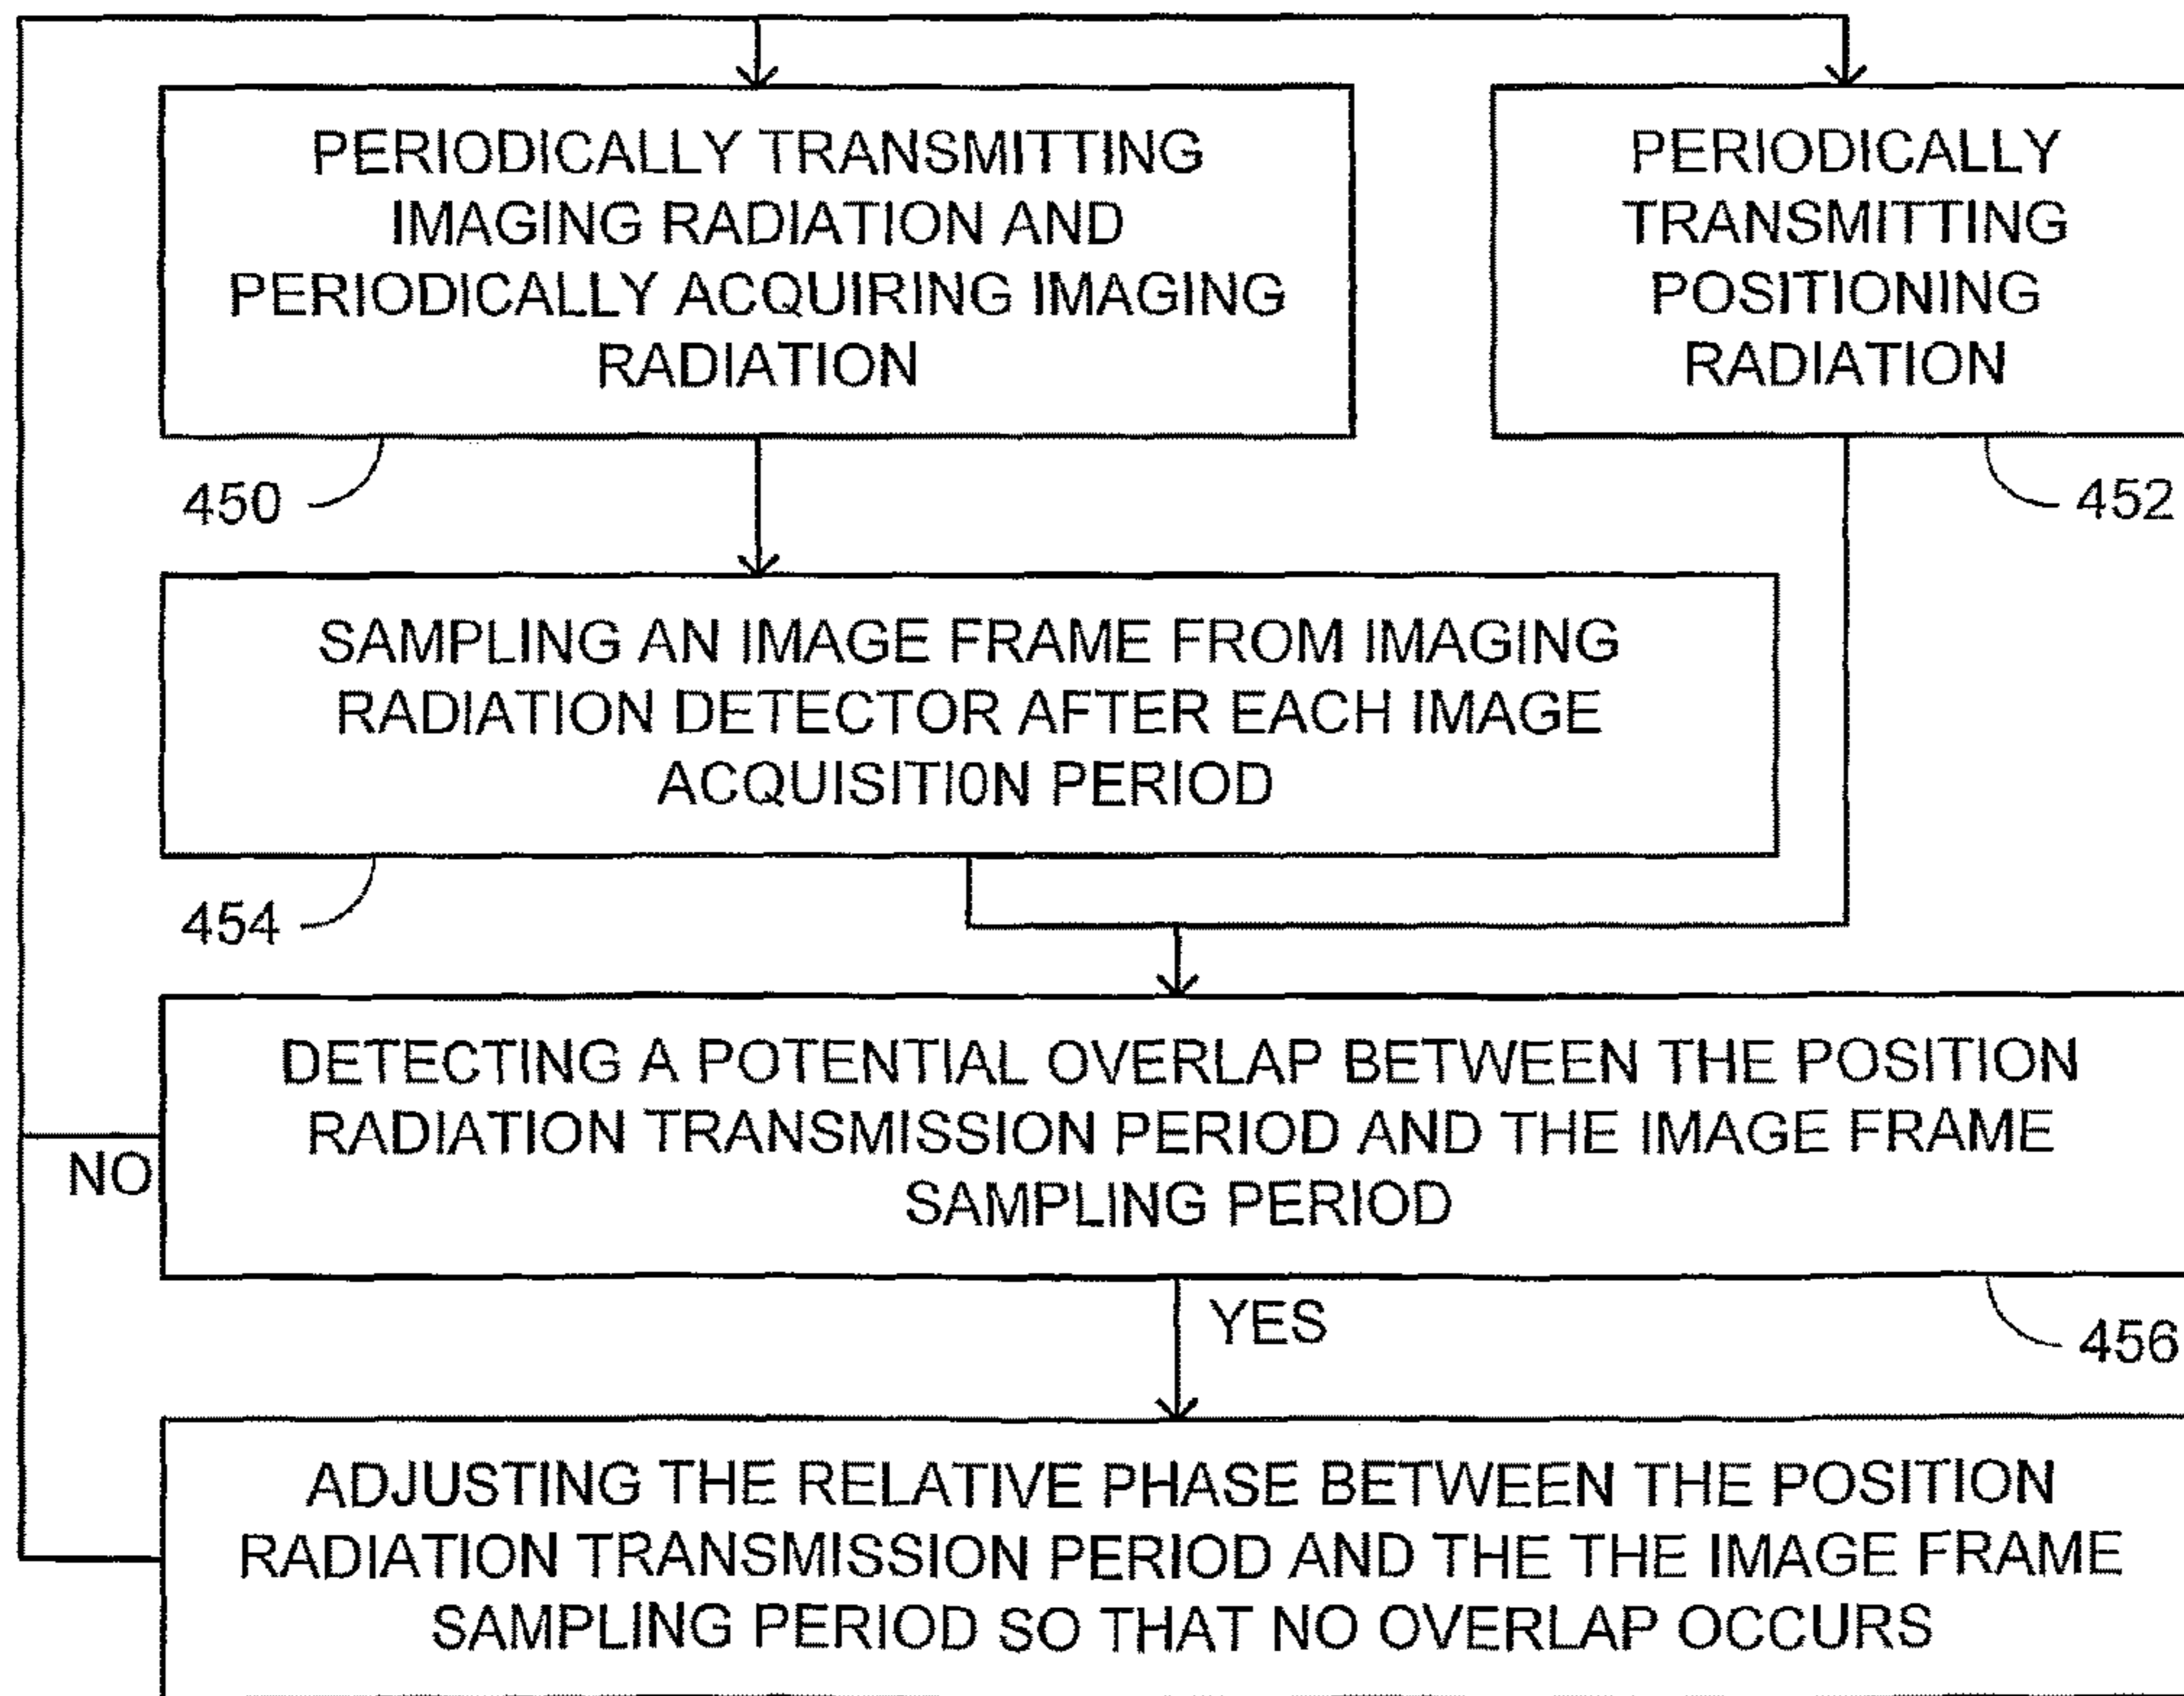 PERIODICALLY TRANSMITTING
IMAGING RADIATION AND
PERIODICALLY ACQUIRING IMAGING
RADIATION
450
PERIODICALLY
TRANSMITTING
POSITIONING
RADIATION
452
SAMPLING AN IMAGE FRAME FROM IMAGING
RADIATION DETECTOR AFTER EACH IMAGE
ACQUISITI0N PERIOD
454
DETECTING A POTENTIAL OVERLAP BETWEEN THE POSITION
RADIATION TRANSMISSION PERIOD AND THE IMAGE FRAME
SAMPLING PERIOD
NO
YES
456
ADJUSTING THE RELATIVE PHASE BETWEEN THE POSITION
RADIATION TRANSMISSION PERIOD AND THE THE IMAGE FRAME
SAMPLING PERIOD SO THAT NO OVERLAP OCCURS